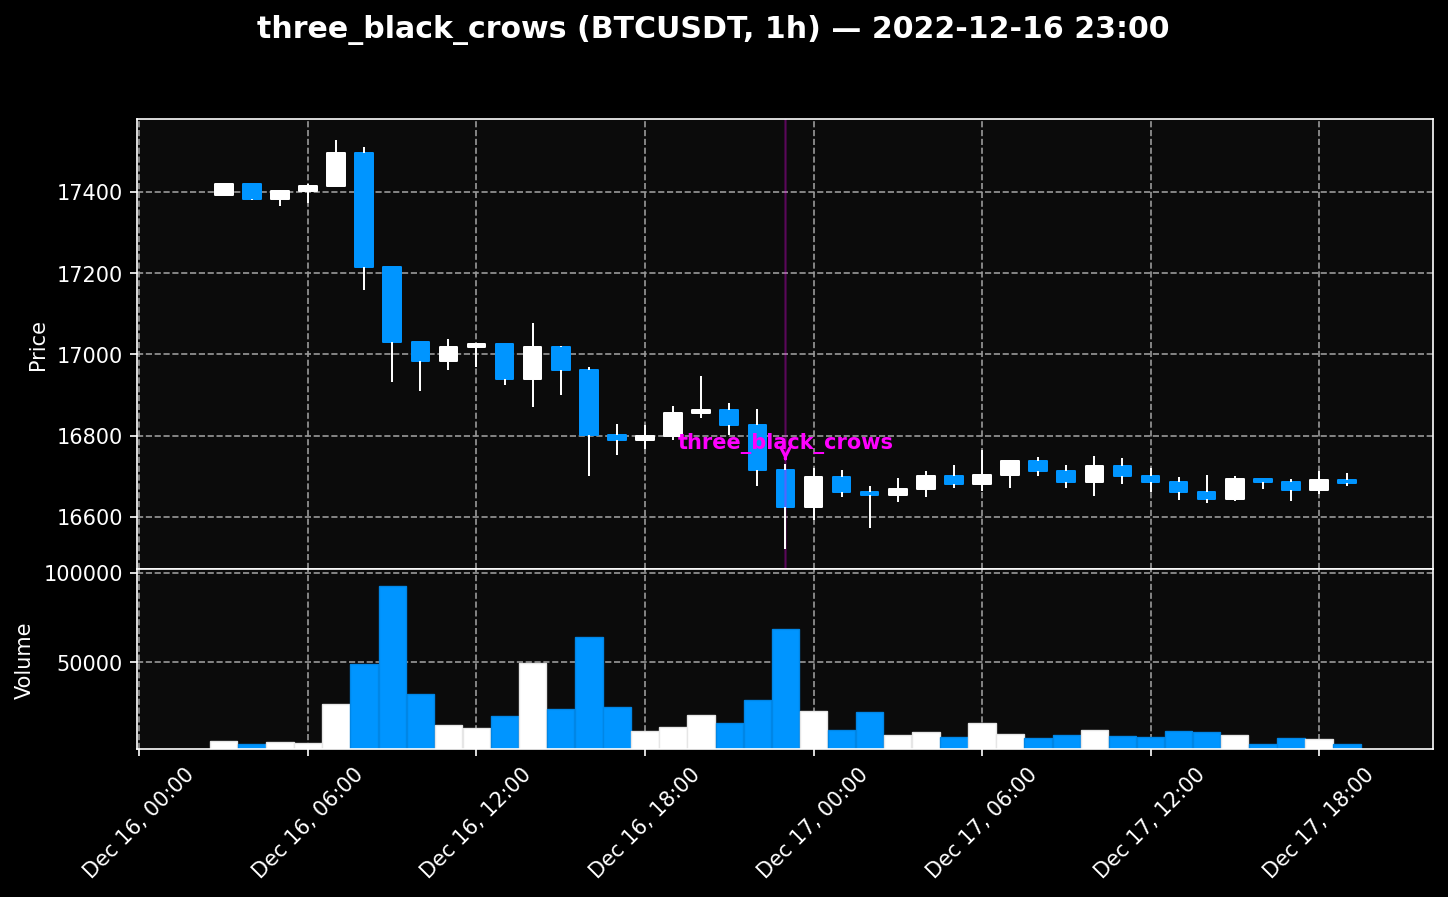 three_black_crows (BTCUSDT, 1h) — 2022-12-16 23:00
Price
17400
17200
17000
16800
16600
three_black_crows
Volume
100000
50000
Dec 16, 00:00
Dec 16, 06:00
Dec 16, 12:00
Dec 16, 18:00
Dec 17, 00:00
Dec 17, 06:00
Dec 17, 12:00
Dec 17, 18:00